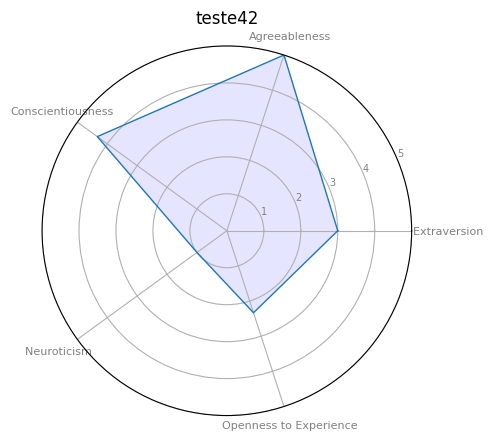 teste42
Agreeableness
Conscientiousness
5
4
3
2
1
Extraversion
Neuroticism
Openness to Experience